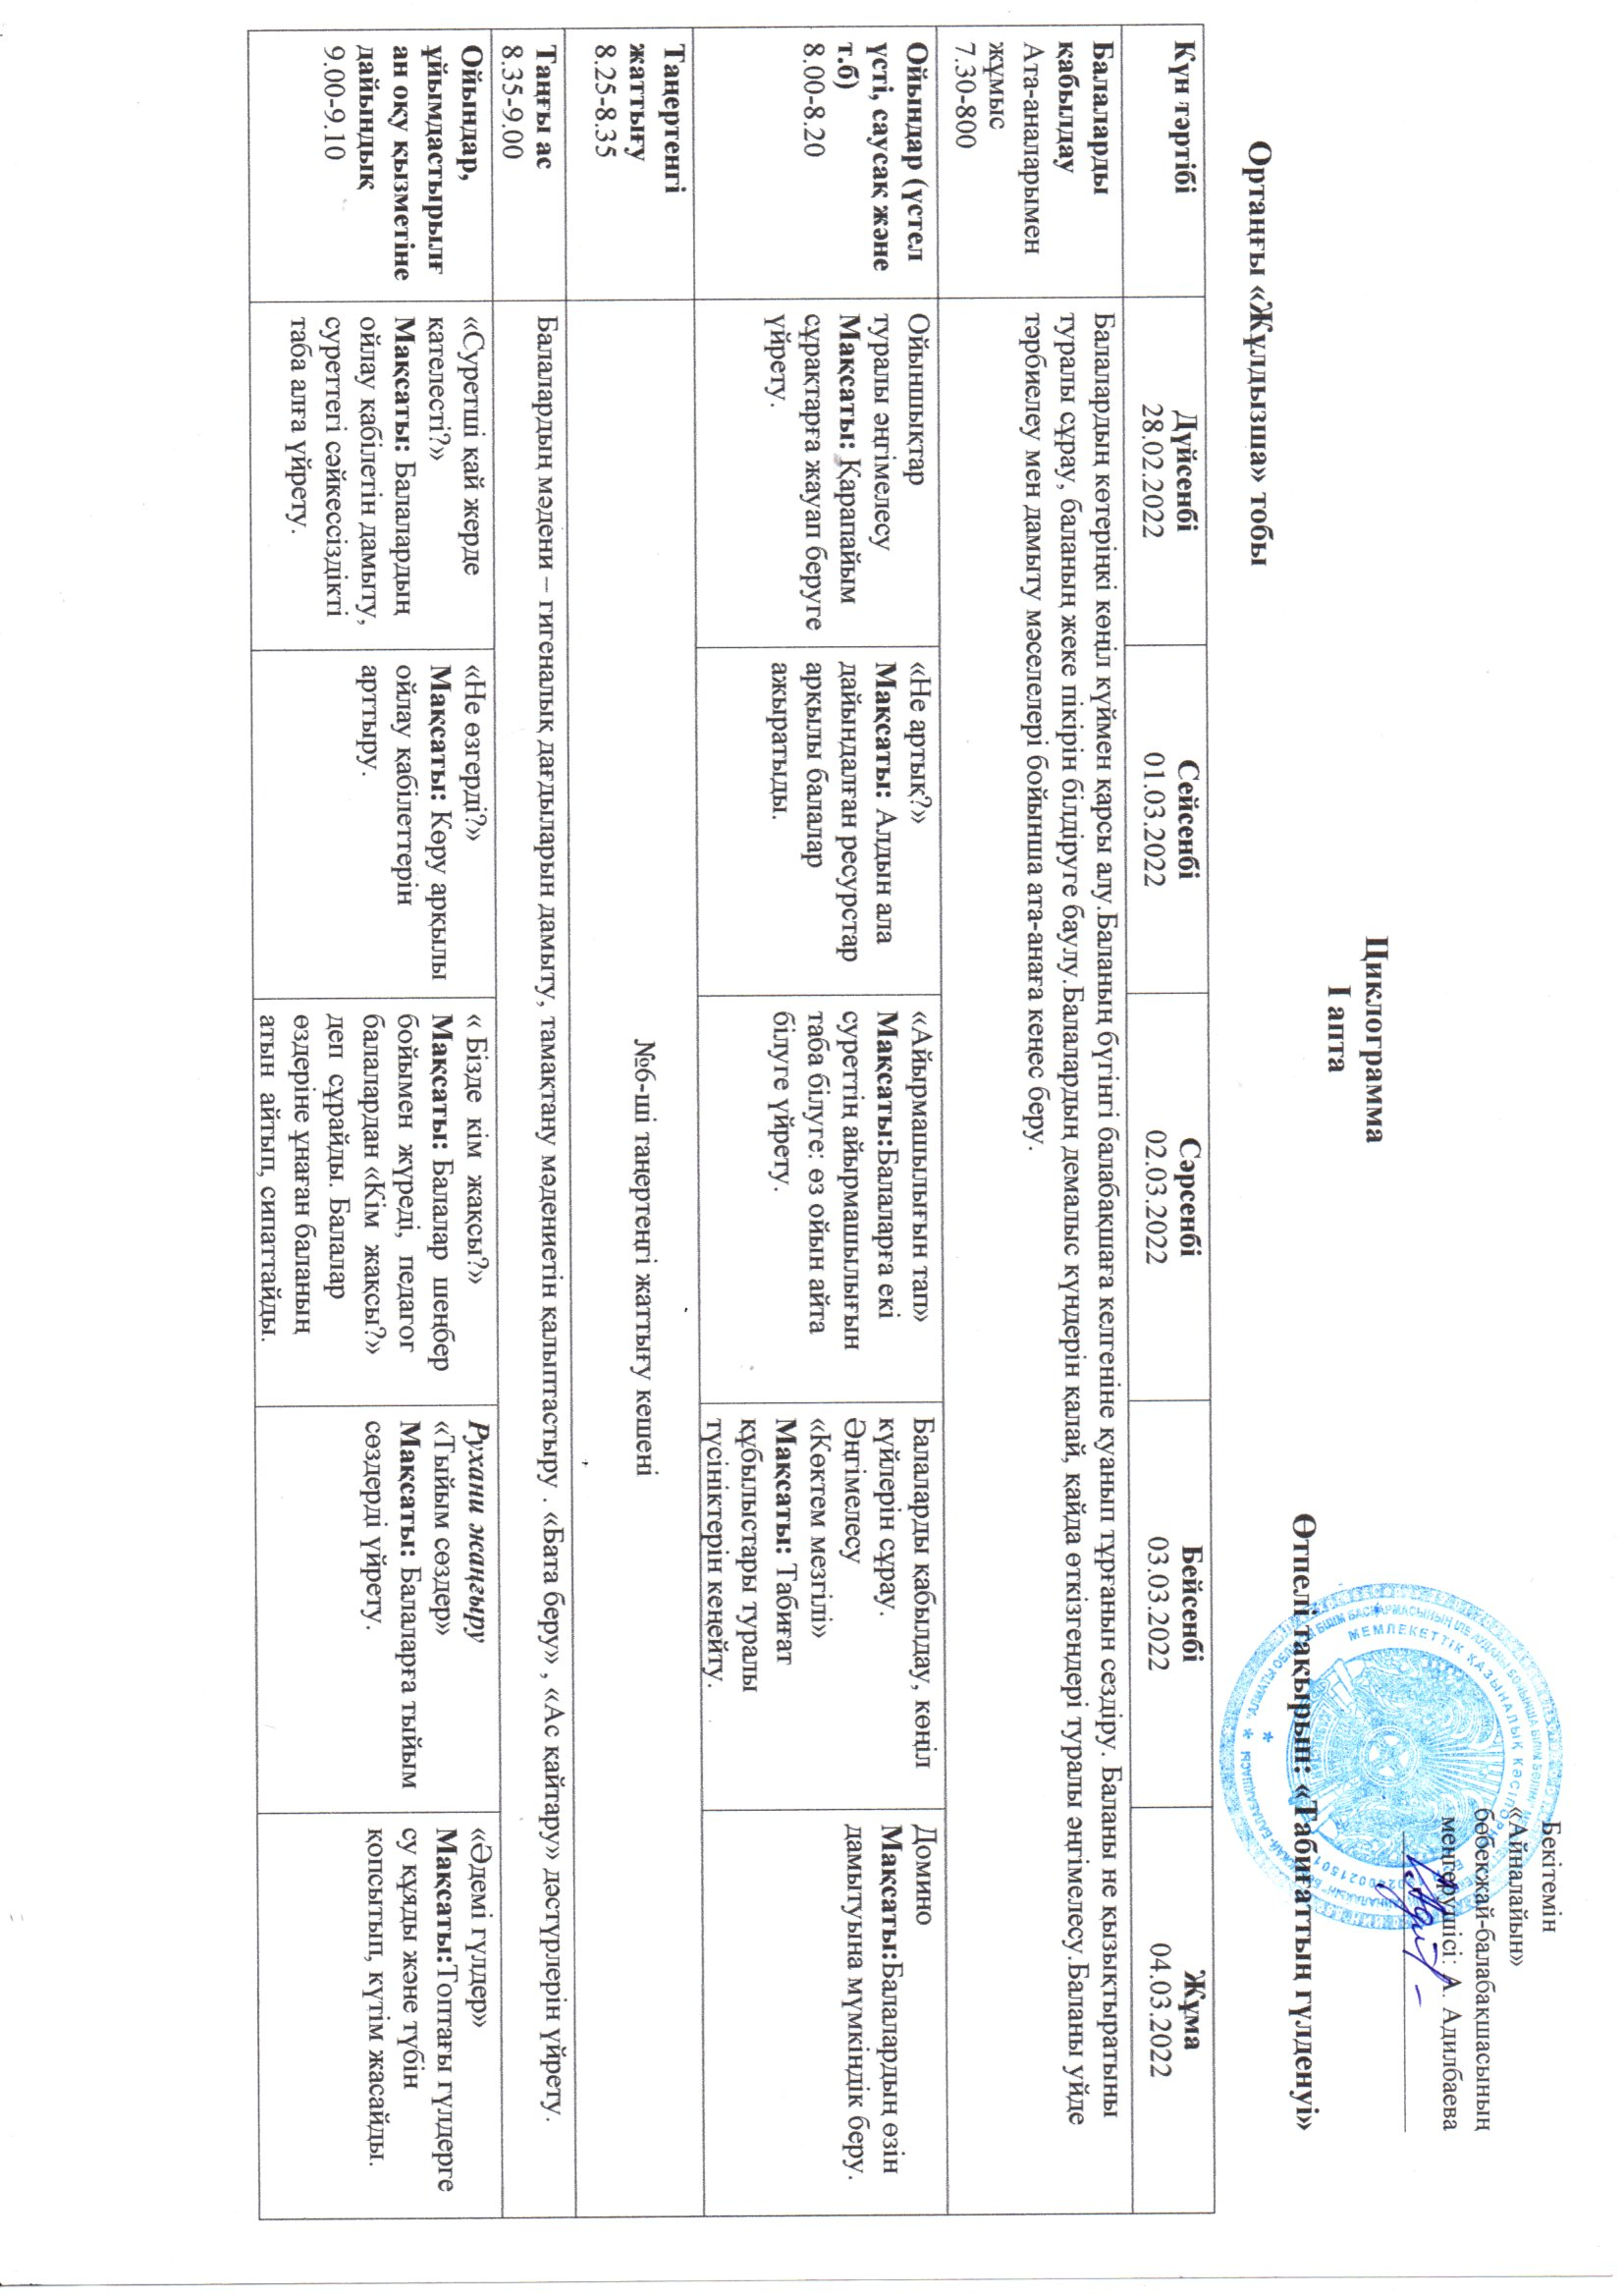 Бекітемін
«Айналайын»
бөбекжай-балабақшасының
меңгерушісі: А. Адилбаева
Циклограмма
І апта
Ортаңғы «Жұлдызша» тобы
Өтпелі тақырып: «Табиғаттың гүлденуі»
Күн тәртібі
Дүйсенбі
28.02.2022
Сейсенбі
01.03.2022
Сәрсенбі
02.03.2022
Бейсенбі
03.03.2022
Жұма
04.03.2022
Балаларды
қабылдау
Ата-аналарымен
жұмыс
7.30-800
Балалардың көтеріңкі көңіл күймен қарсы алу.Баланың бүгінгі балабақшаға келгеніне қуанып тұрғанын сездіру. Баланы не қызықтыратыны
туралы сұрау, баланың жеке пікірін білдіруге баулу.Балалардың демалыс күндерін қалай, қайда өткізгендері туралы әңгімелесу.Баланы уйде
тәрбиелеу мен дамыту мәселелері бойынша ата-анаға кеңес беру.
Ойындар (үстел
үсті, саусақ және
т.б)
8.00-8.20
Ойыншықтар
туралы әңгімелесу
Мақсаты: Қарапайым
сұрақтарға жауап беруге
үйрету.
«Не артық?»
Мақсаты: Алдын ала
дайындалған ресурстар
арқылы балалар
ажыратыды.
«Айырмашылығын тап»
Мақсаты:Балаларға екі
суреттің айырмашылығын
таба білуге: өз ойын айта
білуге үйрету.
Балаларды қабылдау, көңіл
күйлерін сұрау.
Әңгімелесу
«Көктем мезгілі»
Мақсаты: Табиғат
құбылыстары туралы
түсініктерін кеңейту.
Домино
Мақсаты:Балалардың өзін
дамытуына мүмкіндік беру.
Таңертенгі
жаттығу
8.25-8.35
№6-ші таңертеңгі жаттығу кешені
Таңғы ас
8.35-9.00
Балалардың мәдени – гигеналық дағдыларын дамыту, тамақтану мәдениетін қалыптастыру . «Бата беру» , «Ас қайтару» дәстүрлерін үйрету.
Ойындар,
ұйымдастырылғ
ан оқу қызметіне
дайындық
9.00-9.10
«Суретші қай жерде
қателесті?»
Мақсаты: Балалардың
ойлау қабілетін дамыту,
суреттегі сәйкессіздікті
таба алға үйрету.
«Не өзгерді?»
Мақсаты: Көру арқылы
ойлау қабілеттерін
арттыру.
« Бізде кім жақсы?»
Мақсаты: Балалар шеңбер
бойымен жүреді, педагог
балалардан «Кім жақсы?»
деп сұрайды. Балалар
өздеріне ұнаған баланың
атын айтып, сипаттайды.
Рухани жаңғыру
«Тыйым сөздер»
Мақсаты: Балаларға тыйым
сөздерді үйрету.
«Әдемі гүлдер»
Мақсаты:Топтағы гүлдерге
су құяды және түбін
қопсытып, күтім жасайды.